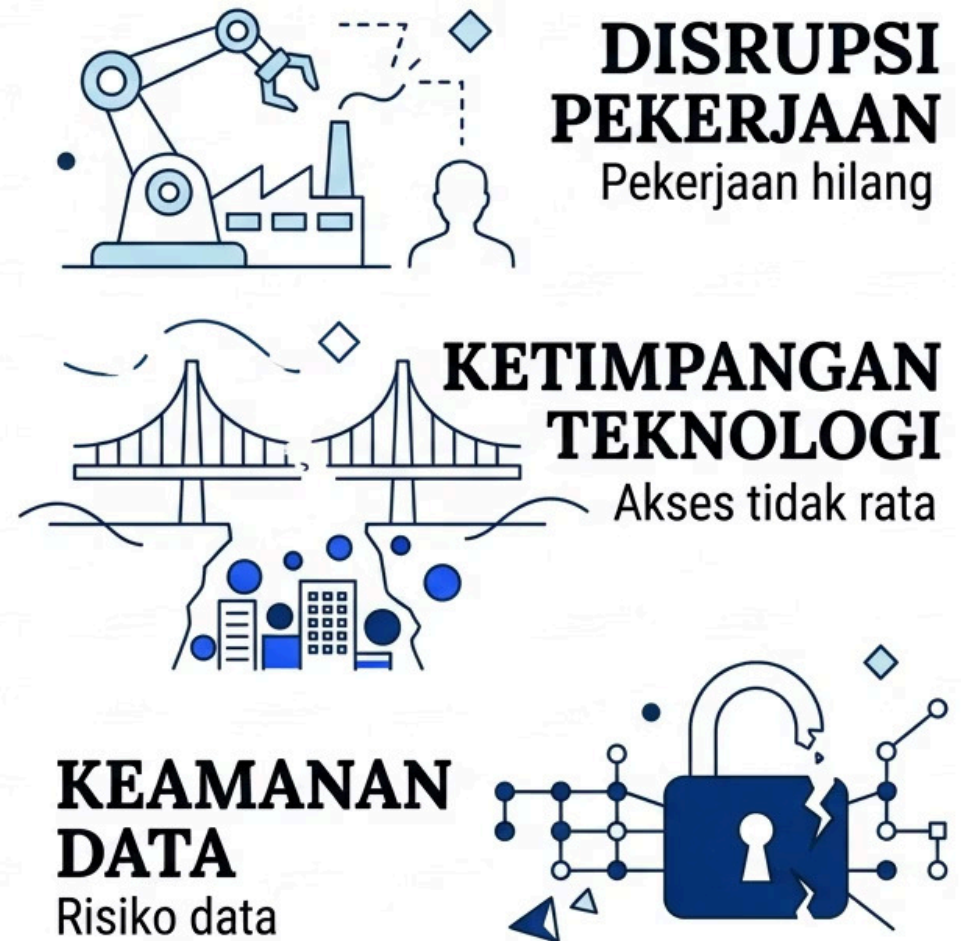 DISRUPSI
PEKERJAAN
Pekerjaan hilang
KETIMPANGAN
TEKNOLOGI
Akses tidak rata
KEAMANAN
DATA
Risiko data